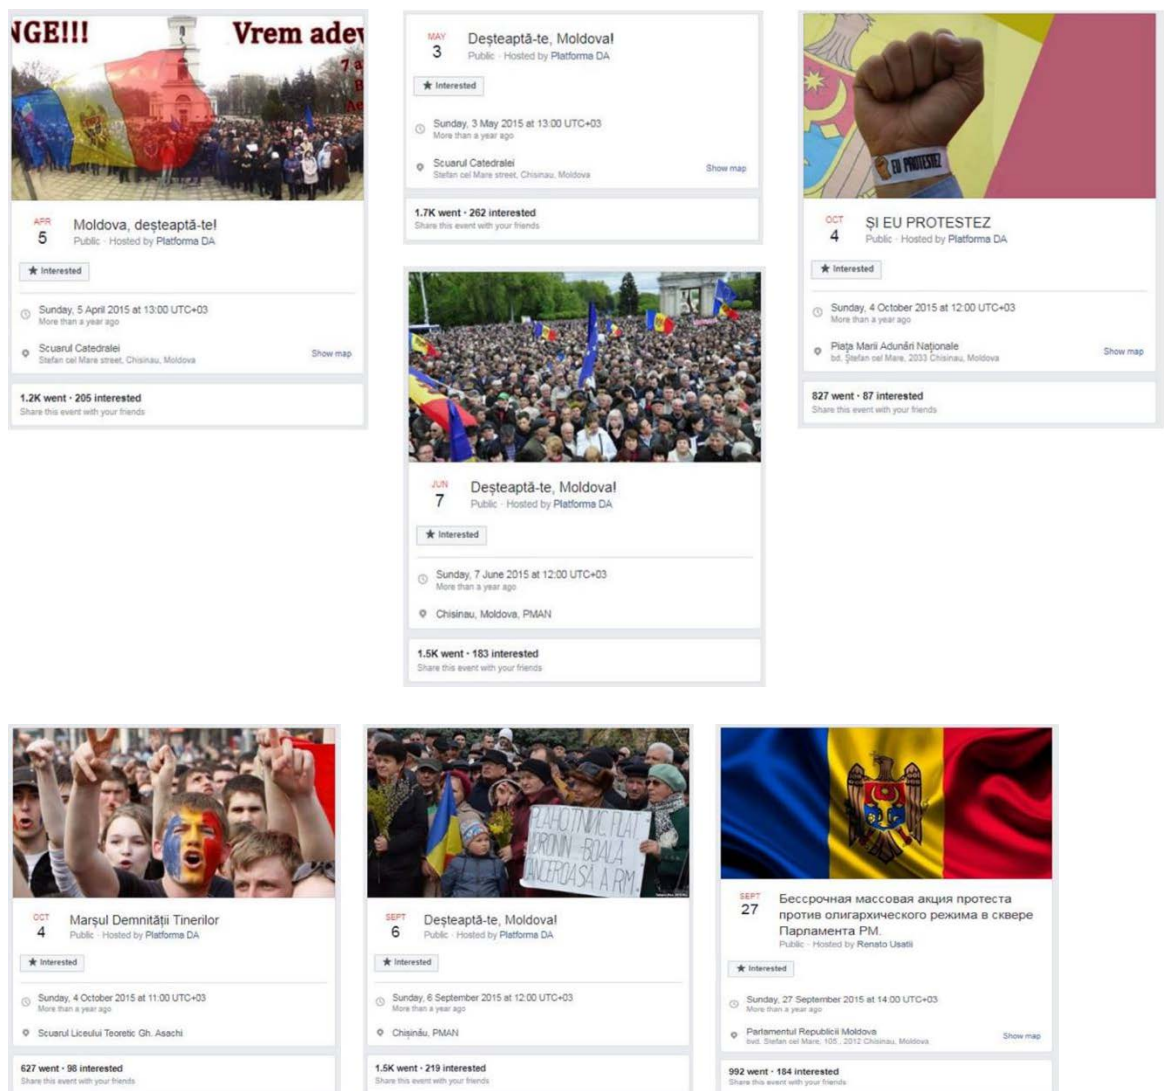 NGE!!!
Vrem adev
7 a
APR
5
Moldova, deșteaptă-te!
Public · Hosted by Platforma DA
★ Interested
Sunday, 5 April 2015 at 13:00 UTC+03
More than a year ago
Scuarul Catedralei
Stefan cel Mare street, Chisinau, Moldova
Show map
1.2K went · 205 interested
Share this event with your friends
MAY
3
Deșteaptă-te, Moldova!
Public · Hosted by Platforma DA
★ Interested
Sunday, 3 May 2015 at 13:00 UTC+03
More than a year ago
Scuarul Catedralei
Stefan cel Mare street, Chisinau, Moldova
Show map
1.7K went · 262 interested
Share this event with your friends
EU PROTESTEZ
OCT
4
ȘI EU PROTESTEZ
Public · Hosted by Platforma DA
★ Interested
Sunday, 4 October 2015 at 12:00 UTC+03
More than a year ago
Piața Marii Adunări Naționale
bd. Ștefan cel Mare, 2033 Chisinau, Moldova
Show map
827 went · 87 interested
Share this event with your friends
JUN
7
Deșteaptă-te, Moldova!
Public · Hosted by Platforma DA
★ Interested
Sunday, 7 June 2015 at 12:00 UTC+03
More than a year ago
Chisinau, Moldova, PMAN
1.5K went · 183 interested
Share this event with your friends
OCT
4
Marșul Demnității Tinerilor
Public · Hosted by Platforma DA
★ Interested
Sunday, 4 October 2015 at 11:00 UTC+03
More than a year ago
Scuarul Liceului Teoretic Gh. Asachi
627 went · 98 interested
Share this event with your friends
PLAHOTNIUC FILAT
VORONIN - BOALA
CANCEROASĂ A R.M.
SEPT
6
Deșteaptă-te, Moldova!
Public · Hosted by Platforma DA
★ Interested
Sunday, 6 September 2015 at 12:00 UTC+03
More than a year ago
Chișinău, PMAN
1.5K went · 219 interested
Share this event with your friends
SEPT
27
Бессрочная массовая акция протеста
против олигархического режима в сквере
Парламента РМ.
Public · Hosted by Renato Usatii
★ Interested
Sunday, 27 September 2015 at 14:00 UTC+03
More than a year ago
Parlamentul Republicii Moldova
bvd. Stefan cel Mare, 105 , 2012 Chisinau, Moldova
Show map
992 went · 184 interested
Share this event with your friends